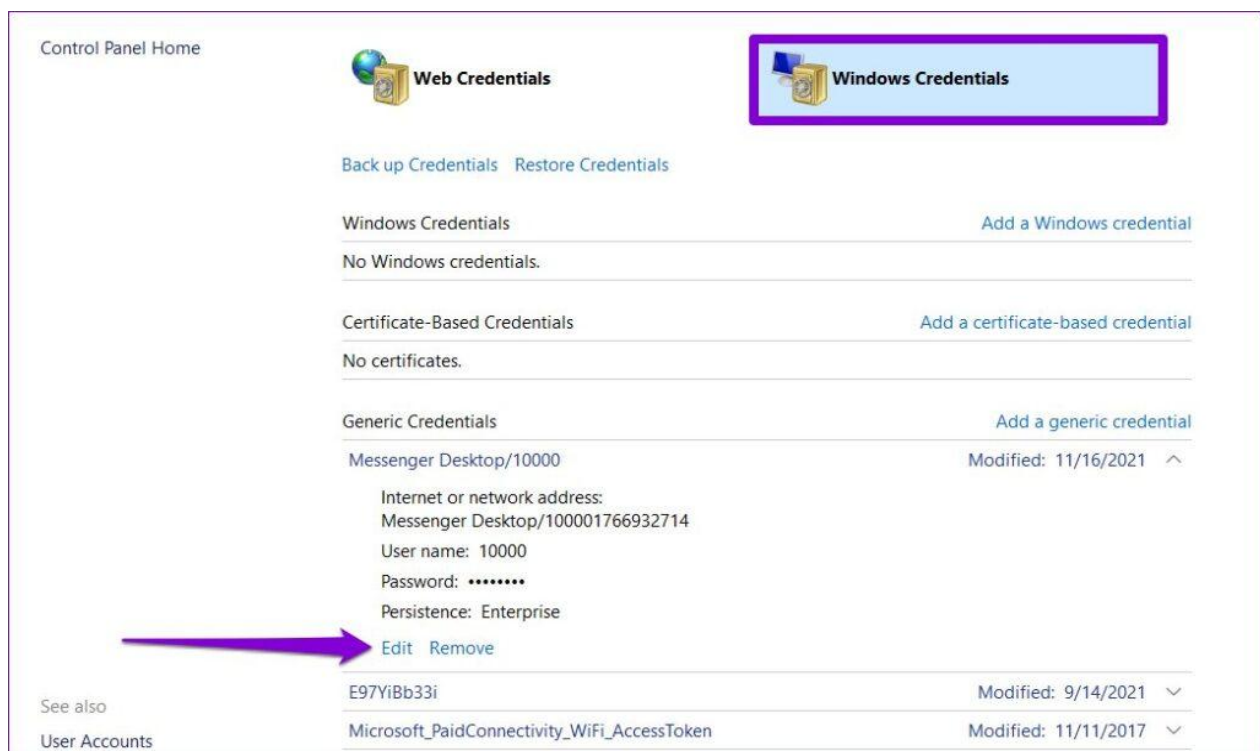 Control Panel Home
Web Credentials
Windows Credentials
Back up Credentials Restore Credentials
Windows Credentials Add a Windows credential
No Windows credentials.
Certificate-Based Credentials Add a certificate-based credential
No certificates.
Generic Credentials Add a generic credential
Messenger Desktop/10000 Modified: 11/16/2021
Internet or network address:
Messenger Desktop/100001766932714
User name: 10000
Password: ••••••••
Persistence: Enterprise
Edit Remove
E97YiBb33i Modified: 9/14/2021
Microsoft_PaidConnectivity_WiFi_AccessToken Modified: 11/11/2017
See also
User Accounts